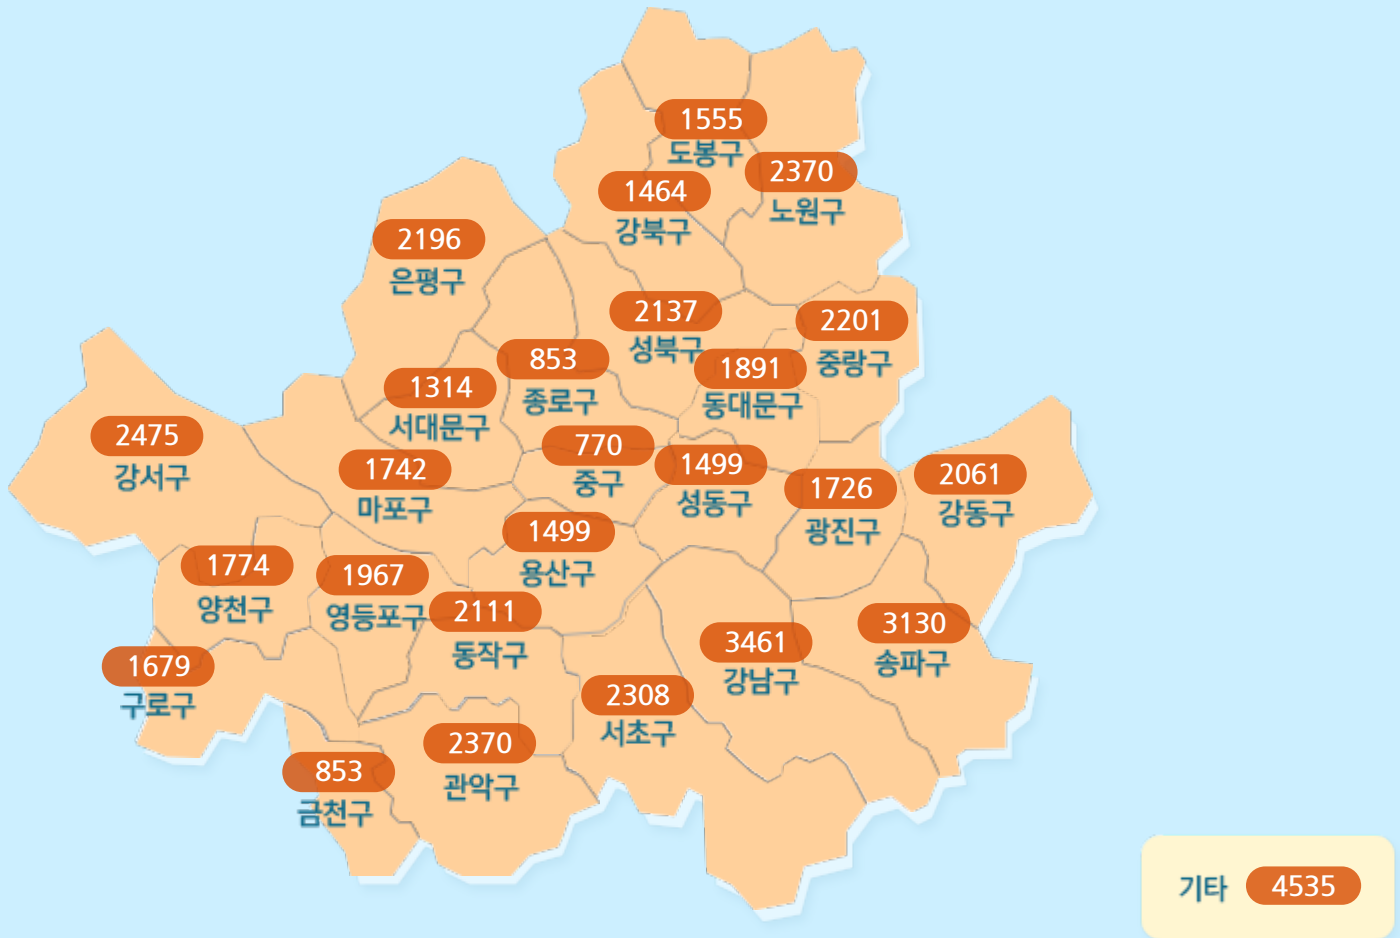 1555
도봉구
2370
노원구
1464
강북구
2196
은평구
2137
성북구
2201
중랑구
853
종로구
1891
동대문구
1314
서대문구
2475
강서구
770
중구
1742
마포구
1499
성동구
1726
광진구
2061
강동구
1499
용산구
1774
양천구
1967
영등포구
2111
동작구
3461
강남구
3130
송파구
1679
구로구
2308
서초구
2370
관악구
853
금천구
기타 4535